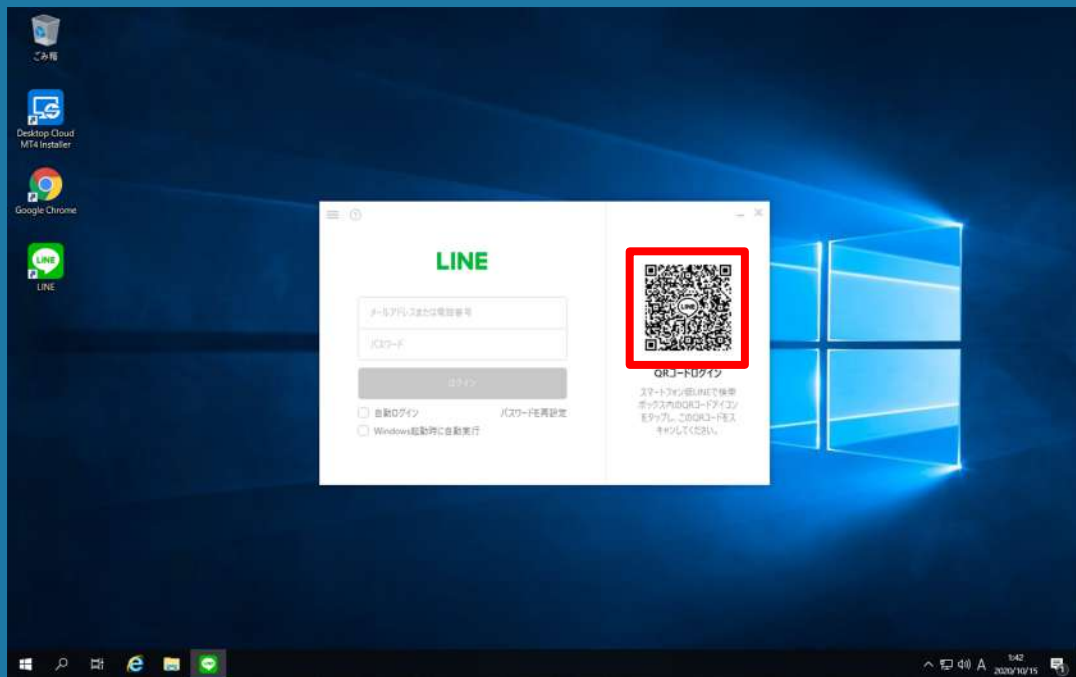 ごみ箱
Desktop Cloud
MT4 Installer
Google Chrome
LINE
LINE
LINE
メールアドレスまたは電話番号
パスワード
ログイン
自動ログイン
パスワードを再設定
Windows起動時に自動実行
LINE
QRコードログイン
スマートフォン版LINEで検索
ボックス内のQRコードアイコン
をタップし、このQRコードをス
キャンしてください。
A
1:42
2020/10/15
1